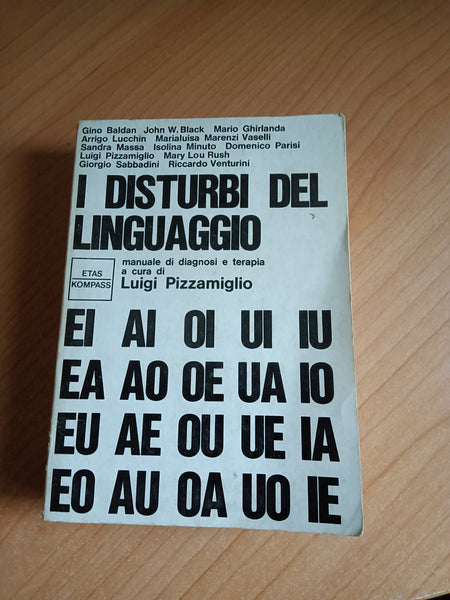 Gino Baldan John W. Black Mario Ghirlanda
Arrigo Lucchin Marialuisa Marenzi Vaselli
Sandra Massa Isolina Minuto Domenico Parisi
Luigi Pizzamiglio Mary Lou Rush
Giorgio Sabbadini Riccardo Venturini
I DISTURBI DEL
LINGUAGGIO
ETAS
KOMPASS
manuale di diagnosi e terapia
a cura di
Luigi Pizzamiglio
EI AI OI UI IU
EA AO OE UA IO
EU AE OU UE IA
EO AU OA UO IE